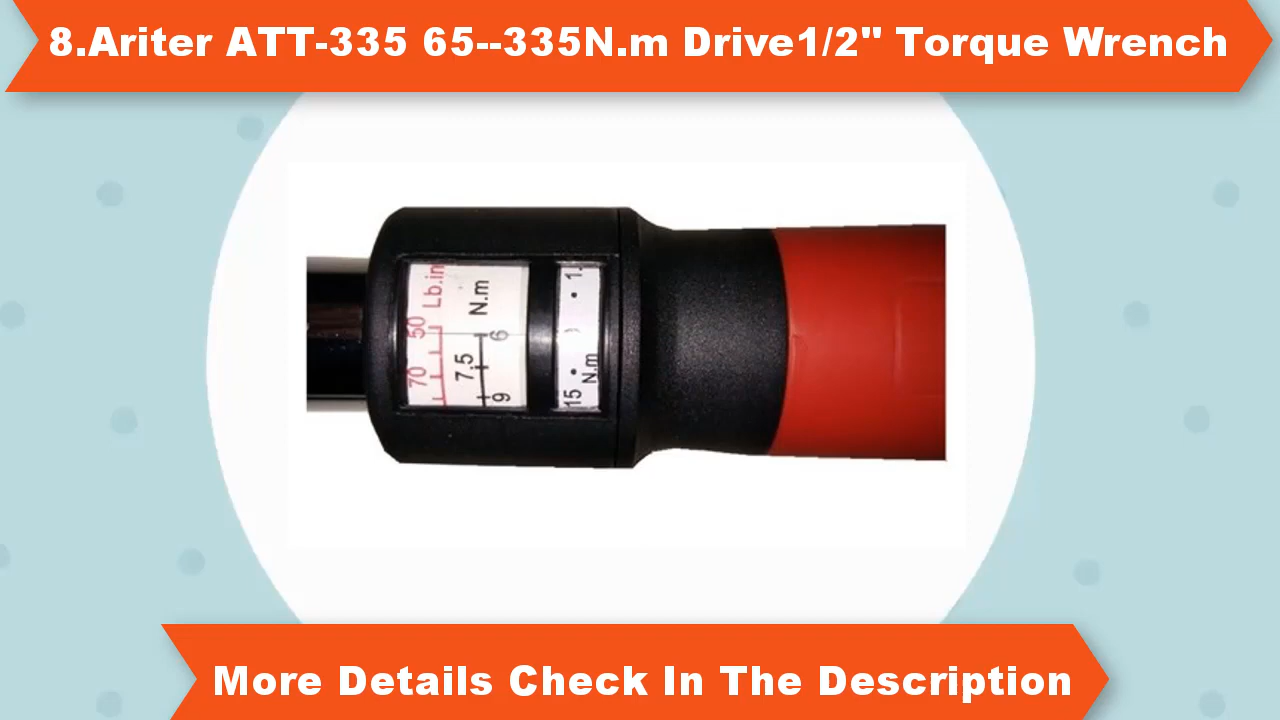 8.Ariter ATT-335 65--335N.m Drive1/2" Torque Wrench
70 50 Lb.in
7.5 N.m
9 6
15 • • 1.
N.m
More Details Check In The Description